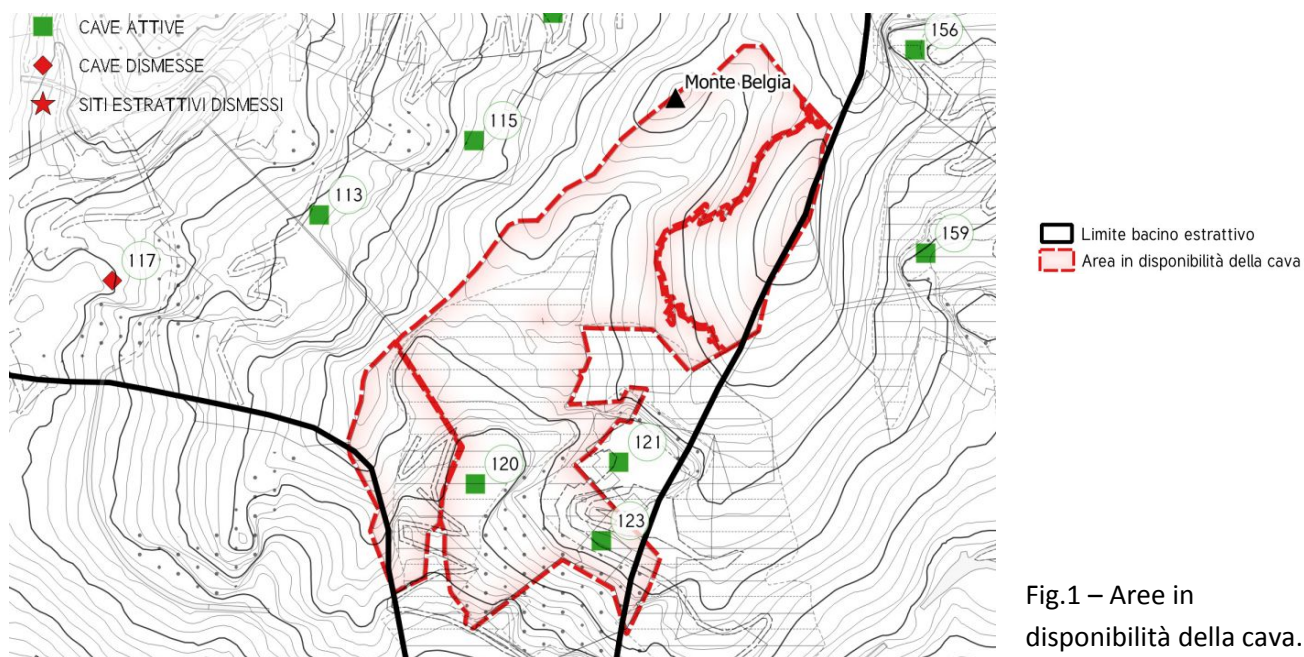 CAVE ATTIVE
CAVE DISMESSE
SITI ESTRATTIVI DISMESSI
156
Monte Belgia
115
113
159
117
121
120
123
Limite bacino estrattivo
Area in disponibilità della cava
Fig.1 – Aree in
disponibilità della cava.